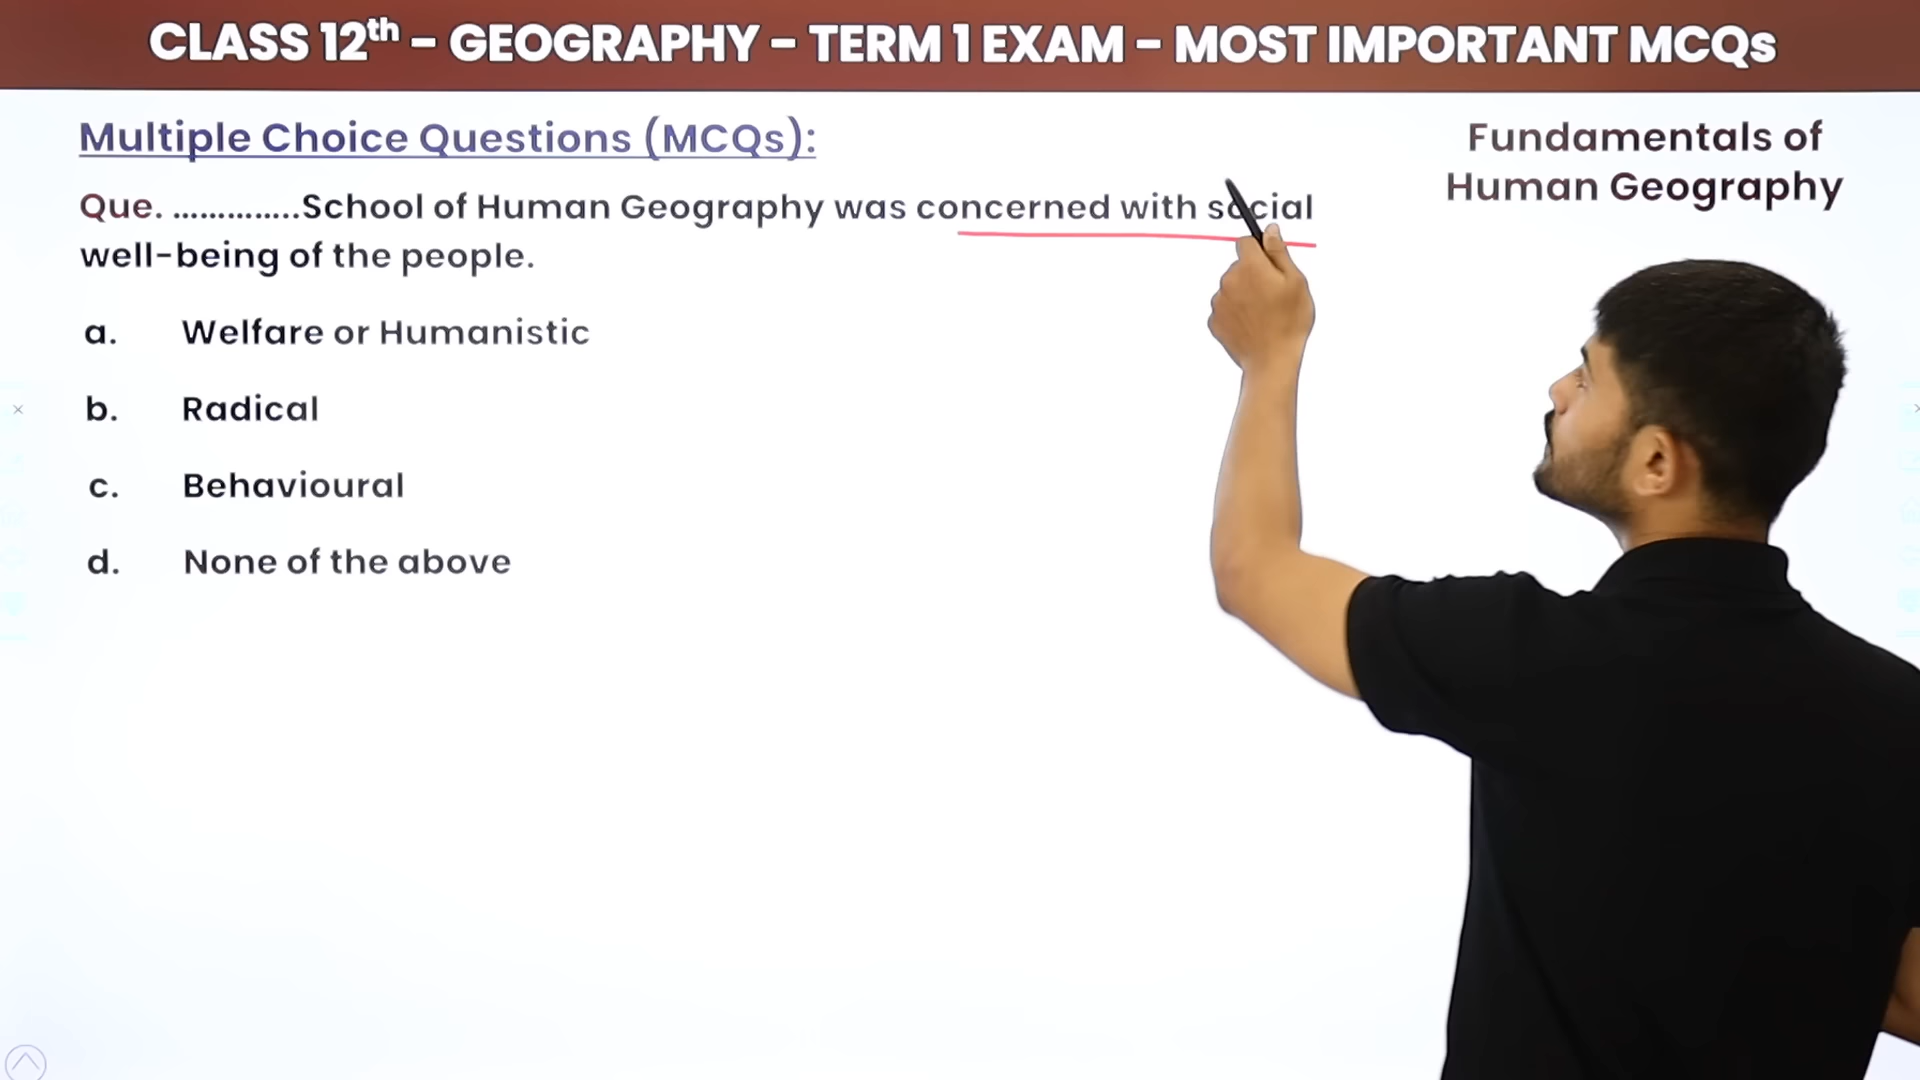 CLASS 12th - GEOGRAPHY - TERM 1 EXAM - MOST IMPORTANT MCQs
Multiple Choice Questions (MCQs):
Fundamentals of
Human Geography
Que. ..............School of Human Geography was concerned with social
well-being of the people.
a. Welfare or Humanistic
b. Radical
c. Behavioural
d. None of the above